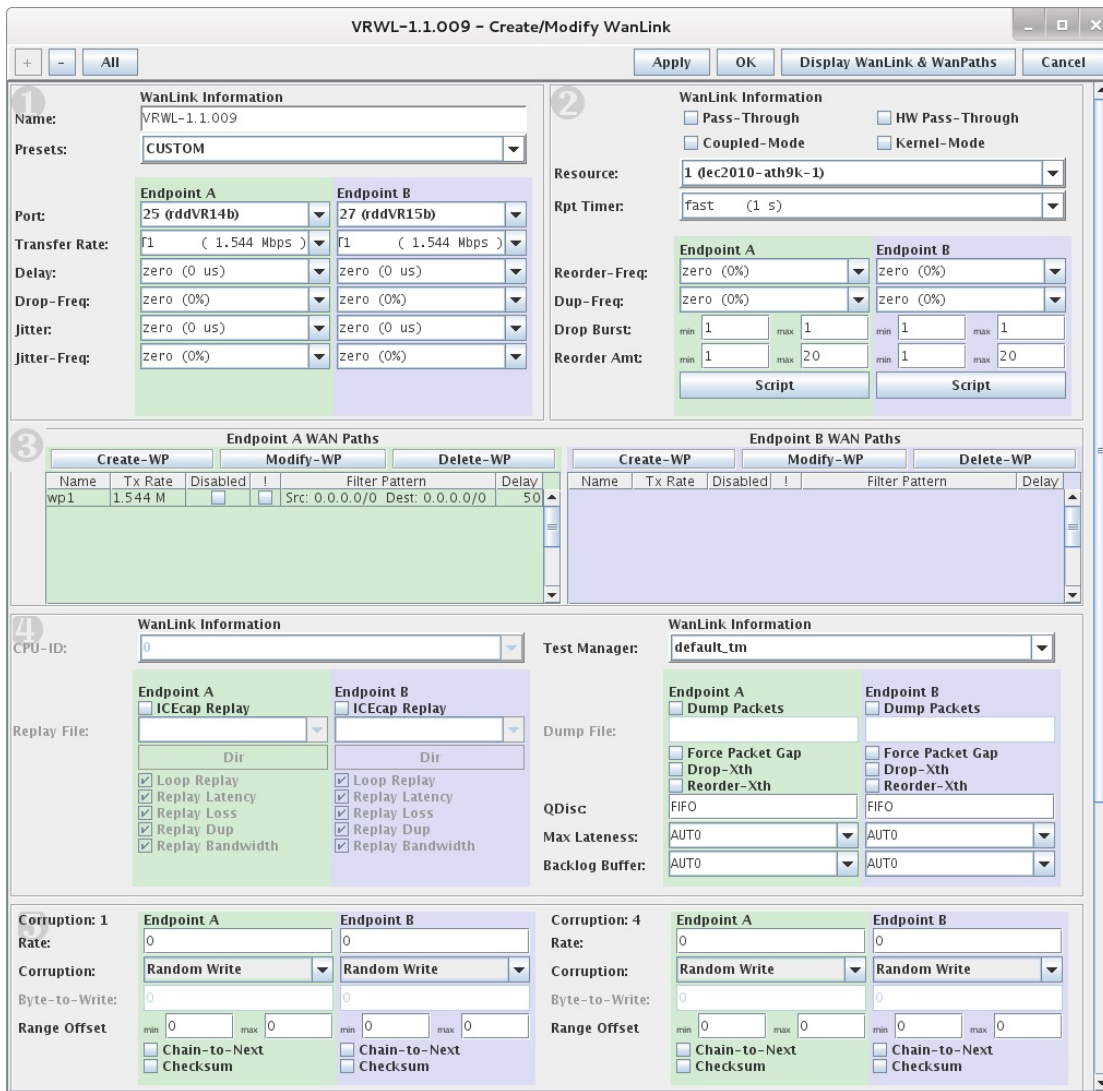 VRWL-1.1.009 – Create/Modify WanLink
+ - All Apply OK Display WanLink & WanPaths Cancel
1
WanLink Information
Name: VRWL-1.1.009
Presets: CUSTOM
Endpoint A Endpoint B
Port: 25 (rddVR14b) 27 (rddVR15b)
Transfer Rate: T1 ( 1.544 Mbps ) T1 ( 1.544 Mbps )
Delay: zero (0 us) zero (0 us)
Drop-Freq: zero (0%) zero (0%)
Jitter: zero (0 us) zero (0 us)
Jitter-Freq: zero (0%) zero (0%)
2
WanLink Information
Pass-Through HW Pass-Through
Coupled-Mode Kernel-Mode
Resource: 1 (lec2010-ath9k-1)
Rpt Timer: fast (1 s)
Endpoint A Endpoint B
Reorder-Freq: zero (0%) zero (0%)
Dup-Freq: zero (0%) zero (0%)
Drop Burst: min 1 max 1 min 1 max 1
Reorder Amt: min 1 max 20 min 1 max 20
Script Script
3
Endpoint A WAN Paths
Create-WP Modify-WP Delete-WP
Name Tx Rate Disabled ! Filter Pattern Delay
wp1 1.544 M Src: 0.0.0.0/0 Dest: 0.0.0.0/0 50
Endpoint B WAN Paths
Create-WP Modify-WP Delete-WP
Name Tx Rate Disabled ! Filter Pattern Delay
4
WanLink Information
CPU-ID: 0
Endpoint A Endpoint B
ICEcap Replay ICEcap Replay
Replay File:
Dir Dir
Loop Replay Loop Replay
Replay Latency Replay Latency
Replay Loss Replay Loss
Replay Dup Replay Dup
Replay Bandwidth Replay Bandwidth
WanLink Information
Test Manager: default_tm
Endpoint A Endpoint B
Dump Packets Dump Packets
Dump File:
Force Packet Gap Force Packet Gap
Drop-Xth Drop-Xth
Reorder-Xth Reorder-Xth
QDisc: FIFO FIFO
Max Lateness: AUTO AUTO
Backlog Buffer: AUTO AUTO
5
Corruption: 1 Endpoint A Endpoint B
Rate: 0 0
Corruption: Random Write Random Write
Byte-to-Write: 0 0
Range Offset min 0 max 0 min 0 max 0
Chain-to-Next Chain-to-Next
Checksum Checksum
Corruption: 4 Endpoint A Endpoint B
Rate: 0 0
Corruption: Random Write Random Write
Byte-to-Write: 0 0
Range Offset min 0 max 0 min 0 max 0
Chain-to-Next Chain-to-Next
Checksum Checksum